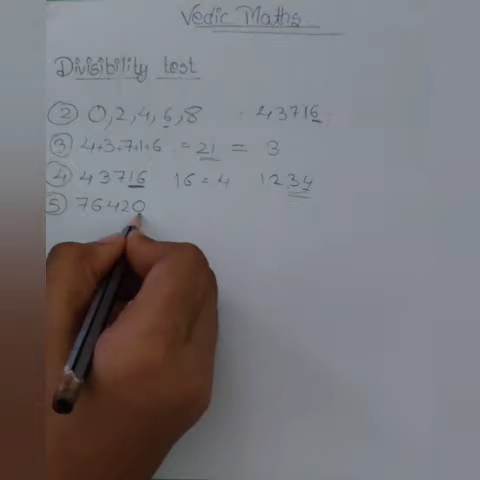 Vedic Maths
Divisibility test
② 0,2,4,6,8 43716
③ 4+3+7+1+6 = 21 = 3
④ 43716 16 = 4 1234
⑤ 76420